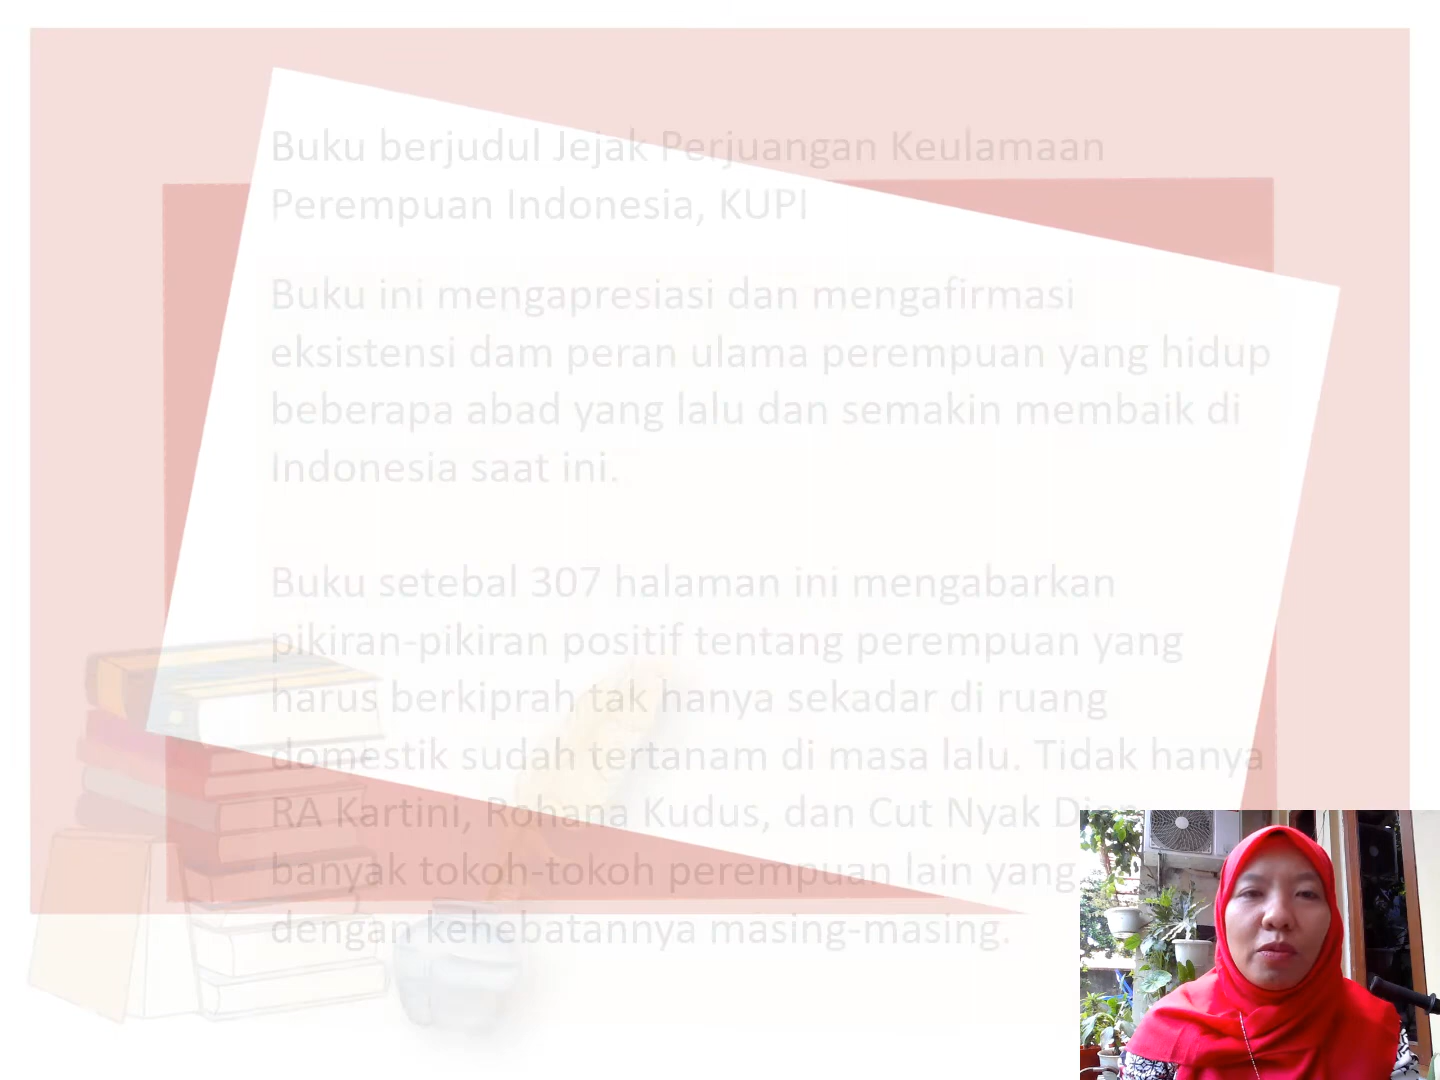 Buku berjudul Jejak Perjuangan Keulamaan
Perempuan Indonesia, KUPI
Buku ini mengapresiasi dan mengafirmasi
eksistensi dam peran ulama perempuan yang hidup
beberapa abad yang lalu dan semakin membaik di
Indonesia saat ini.
Buku setebal 307 halaman ini mengabarkan
pikiran-pikiran positif tentang perempuan yang
harus berkiprah tak hanya sekadar di ruang
domestik sudah tertanam di masa lalu. Tidak hanya
RA Kartini, Rohana Kudus, dan Cut Nyak Dien
banyak tokoh-tokoh perempuan lain yang
dengan kehebatannya masing-masing.